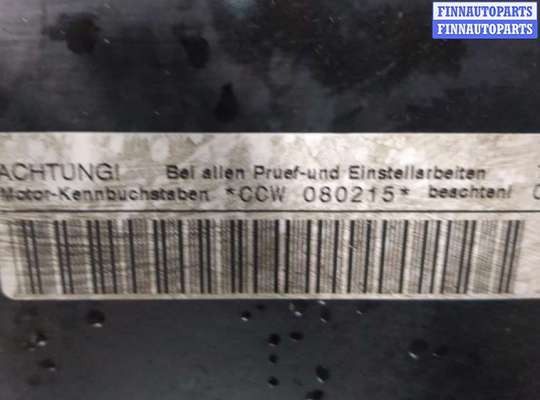 FINNAUTOPARTS
FINNAUTOPARTS
ACHTUNG! Bei allen Pruef-und Einstellarbeiten
Motor-Kennbuchstaben *CCW 080215* beachten!